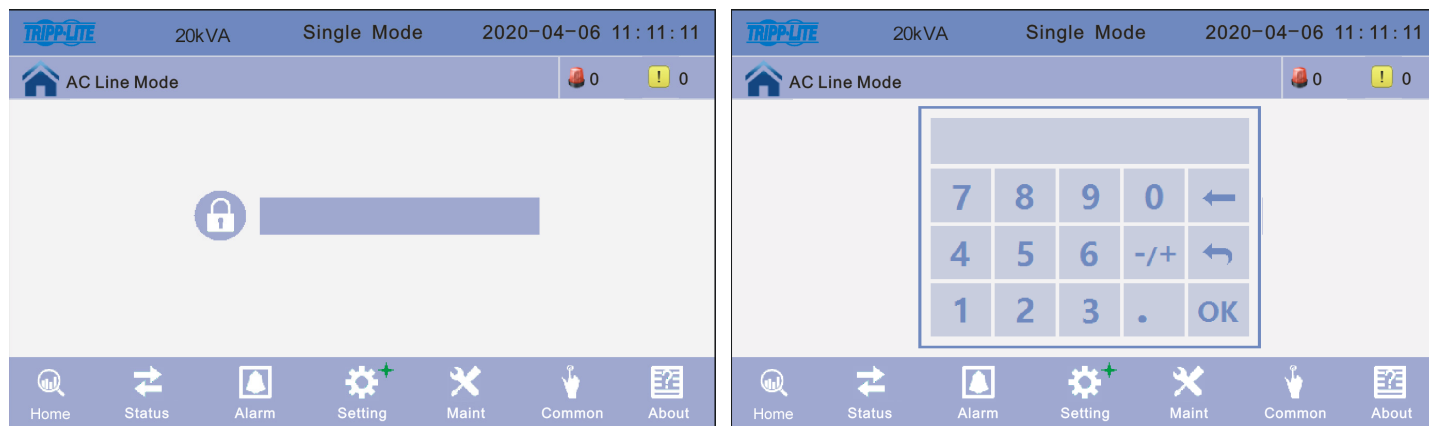 TRIPP·LITE 20kVA Single Mode 2020-04-06 11:11:11
AC Line Mode 0 ! 0
Home Status Alarm Setting Maint Common About
TRIPP·LITE 20kVA Single Mode 2020-04-06 11:11:11
AC Line Mode 0 ! 0
7 8 9 0 ←
4 5 6 -/+
1 2 3 . OK
Home Status Alarm Setting Maint Common About